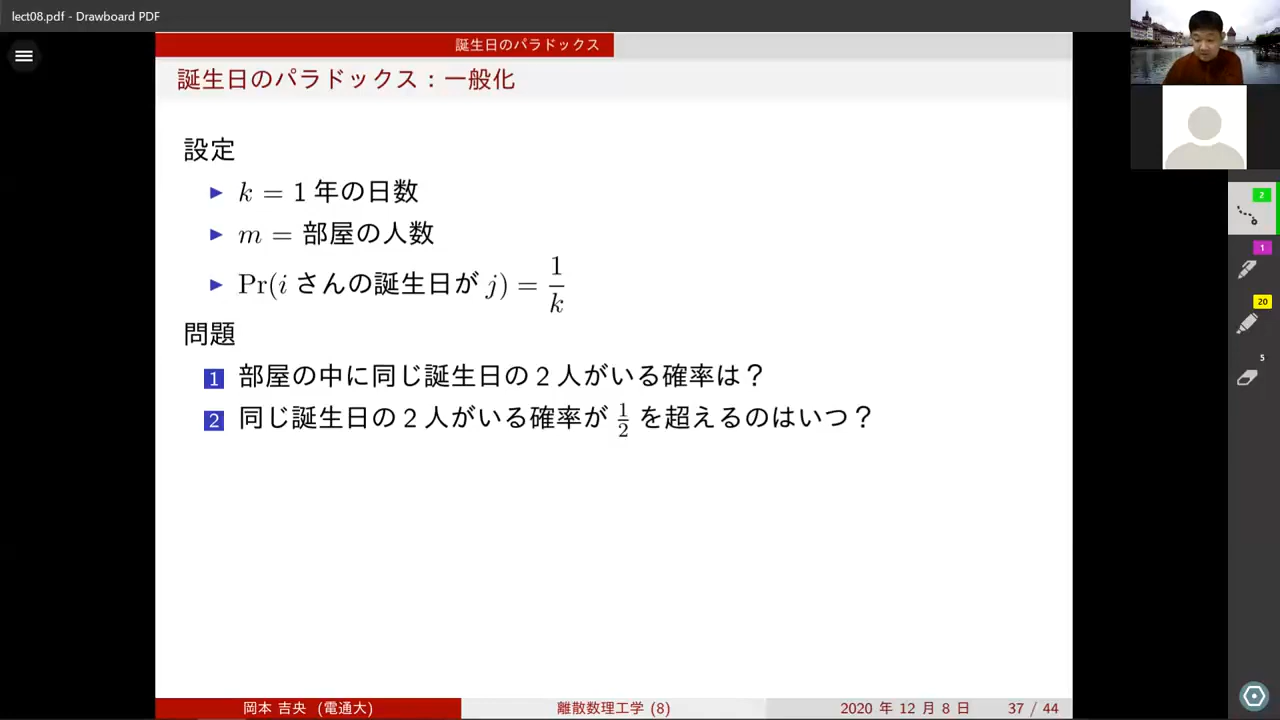 lect08.pdf - Drawboard PDF
誕生日のパラドックス
誕生日のパラドックス：一般化
設定
▶ k = 1 年の日数
▶ m = 部屋の人数
▶ Pr(i さんの誕生日が j) = 1/k
問題
1 部屋の中に同じ誕生日の 2 人がいる確率は？
2 同じ誕生日の 2 人がいる確率が 1/2 を超えるのはいつ？
岡本 吉央 (電通大)
離散数理工学 (8)
2020 年 12 月 8 日
37 / 44
2
1
20
5